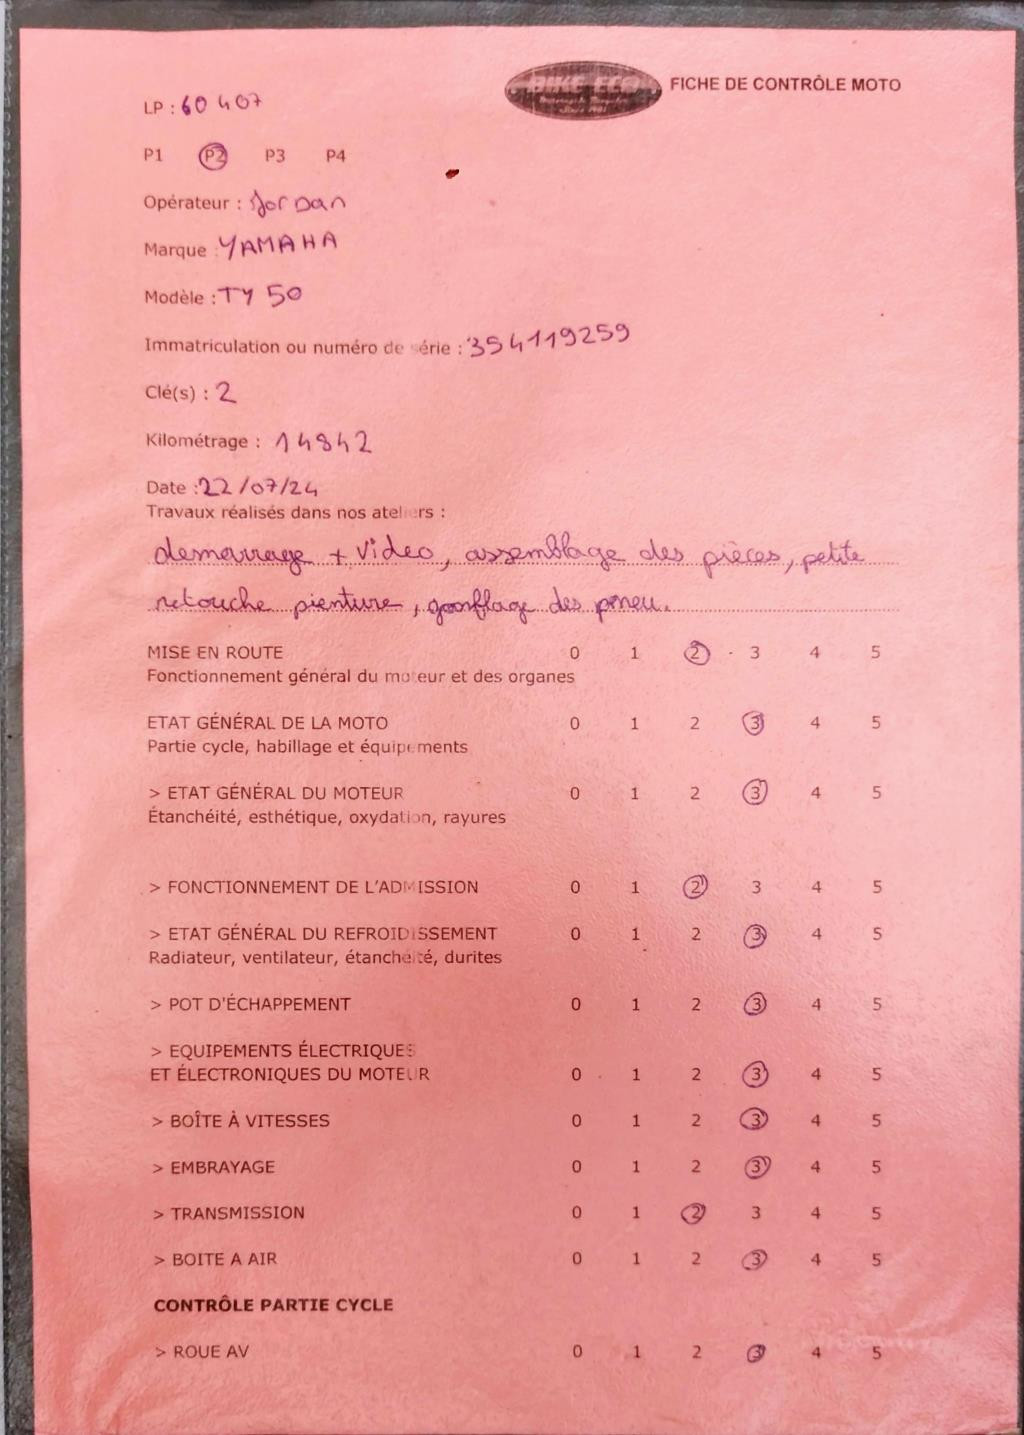 BIKE ECO
Since 1981
FICHE DE CONTRÔLE MOTO
LP : 60407
P1 P2 P3 P4
Opérateur : Jordan
Marque : YAMAHA
Modèle : TY 50
Immatriculation ou numéro de série : 354119259
Clé(s) : 2
Kilométrage : 14842
Date : 22/07/24
Travaux réalisés dans nos ateliers :
demarrage + video, assemblage des pièces, petite
retouche pienture, gonflage des pneu.
MISE EN ROUTE 0 1 2 3 4 5
Fonctionnement général du moteur et des organes
ETAT GÉNÉRAL DE LA MOTO 0 1 2 3 4 5
Partie cycle, habillage et équipements
> ETAT GÉNÉRAL DU MOTEUR 0 1 2 3 4 5
Étanchéité, esthétique, oxydation, rayures
> FONCTIONNEMENT DE L'ADMISSION 0 1 2 3 4 5
> ETAT GÉNÉRAL DU REFROIDISSEMENT 0 1 2 3 4 5
Radiateur, ventilateur, étanchéité, durites
> POT D'ÉCHAPPEMENT 0 1 2 3 4 5
> EQUIPEMENTS ÉLECTRIQUES
ET ÉLECTRONIQUES DU MOTEUR 0 1 2 3 4 5
> BOÎTE À VITESSES 0 1 2 3 4 5
> EMBRAYAGE 0 1 2 3 4 5
> TRANSMISSION 0 1 2 3 4 5
> BOITE A AIR 0 1 2 3 4 5
CONTRÔLE PARTIE CYCLE
> ROUE AV 0 1 2 3 4 5